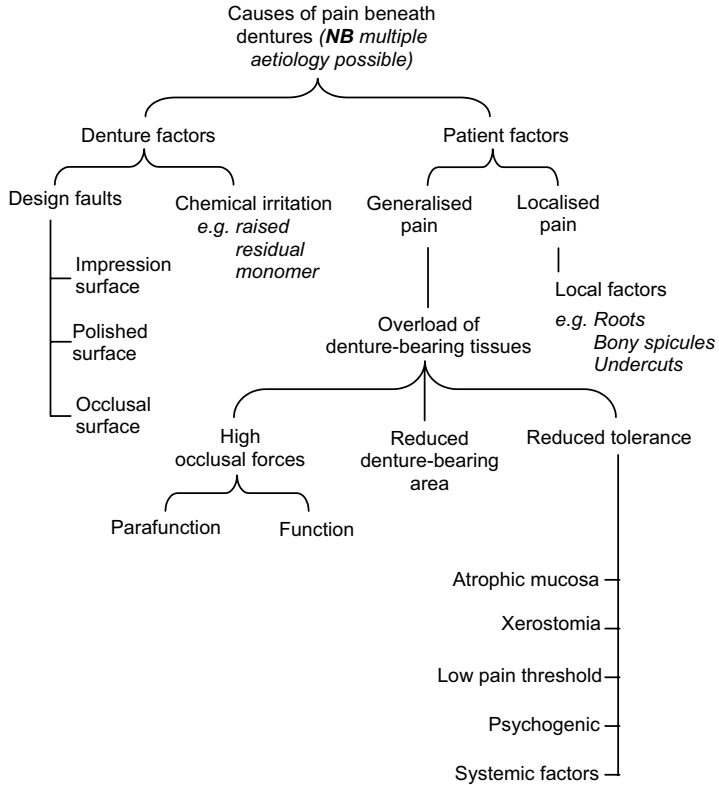 Causes of pain beneath
dentures (NB multiple
aetiology possible)
Denture factors
Patient factors
Design faults
Chemical irritation
e.g. raised
residual
monomer
Generalised
pain
Localised
pain
Impression
surface
Polished
surface
Occlusal
surface
Local factors
e.g. Roots
Bony spicules
Undercuts
Overload of
denture-bearing tissues
High
occlusal forces
Reduced
denture-bearing
area
Reduced tolerance
Parafunction
Function
Atrophic mucosa
Xerostomia
Low pain threshold
Psychogenic
Systemic factors